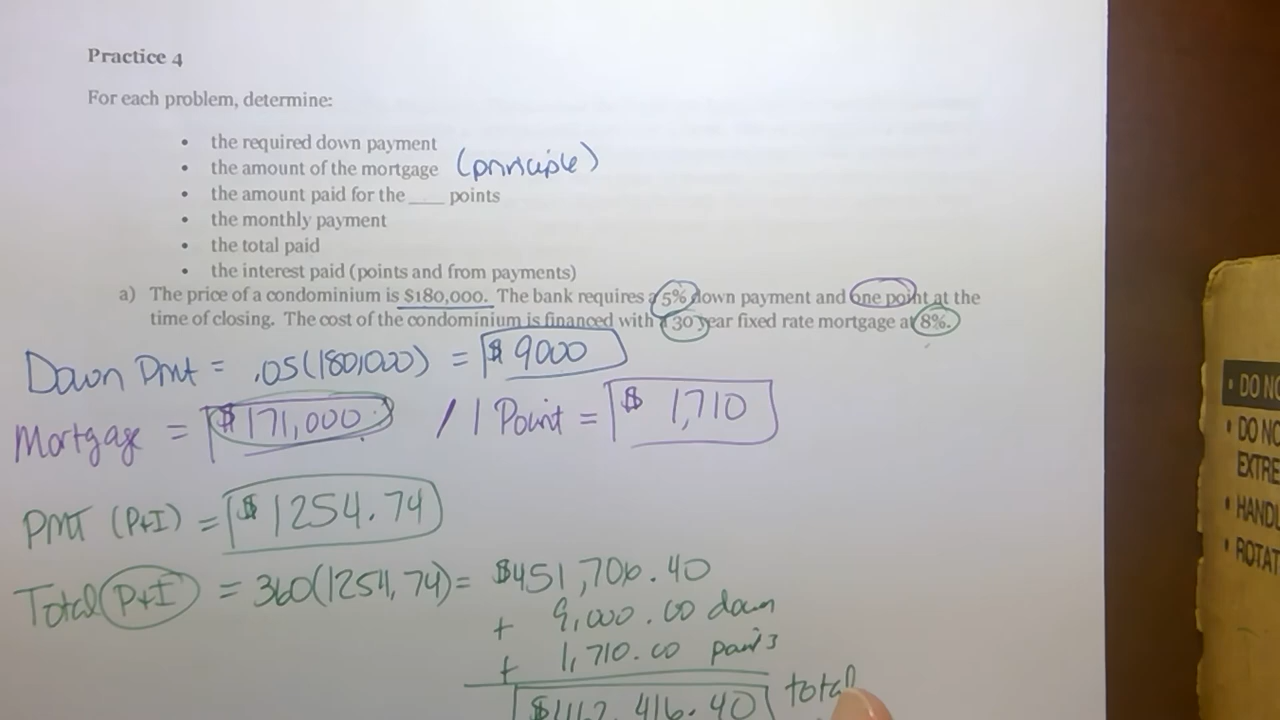 Practice 4
For each problem, determine:
• the required down payment
• the amount of the mortgage (principle)
• the amount paid for the ____ points
• the monthly payment
• the total paid
• the interest paid (points and from payments)
a) The price of a condominium is $180,000. The bank requires a 5% down payment and one point at the
time of closing. The cost of the condominium is financed with a 30 year fixed rate mortgage at 8%.
Down Pmt = .05(180,000) = $ 9000
Mortgage = $171,000 / 1 Point = $ 1,710
PMT (P+I) = $1254.74
Total (P+I) = 360(1254.74) = $451,706.40
+ 9,000.00 down
+ 1,710.00 points
$462,416.40 total
• DO NO
• DO NO
EXTRE
• HANDL
• ROTAT